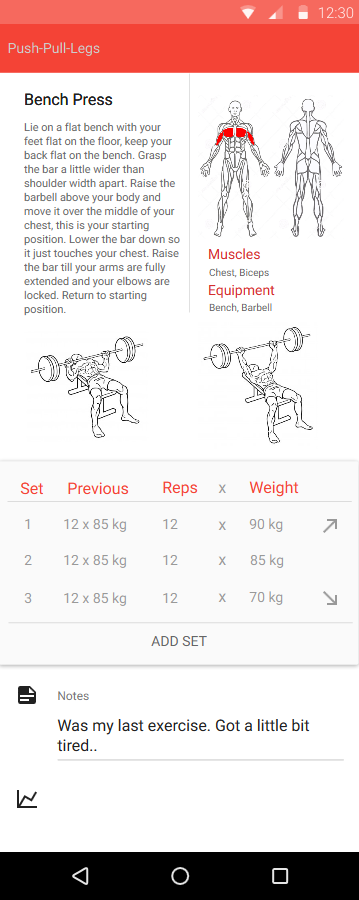 12:30
Push-Pull-Legs
Bench Press
Lie on a flat bench with your
feet flat on the floor, keep your
back flat on the bench. Grasp
the bar a little wider than
shoulder width apart. Raise the
barbell above your body and
move it over the middle of your
chest, this is your starting
position. Lower the bar down so
it just touches your chest. Raise
the bar till your arms are fully
extended and your elbows are
locked. Return to starting
position.
Muscles
Chest, Biceps
Equipment
Bench, Barbell
Set Previous Reps x Weight
1 12 x 85 kg 12 x 90 kg
2 12 x 85 kg 12 x 85 kg
3 12 x 85 kg 12 x 70 kg
ADD SET
Notes
Was my last exercise. Got a little bit
tired..